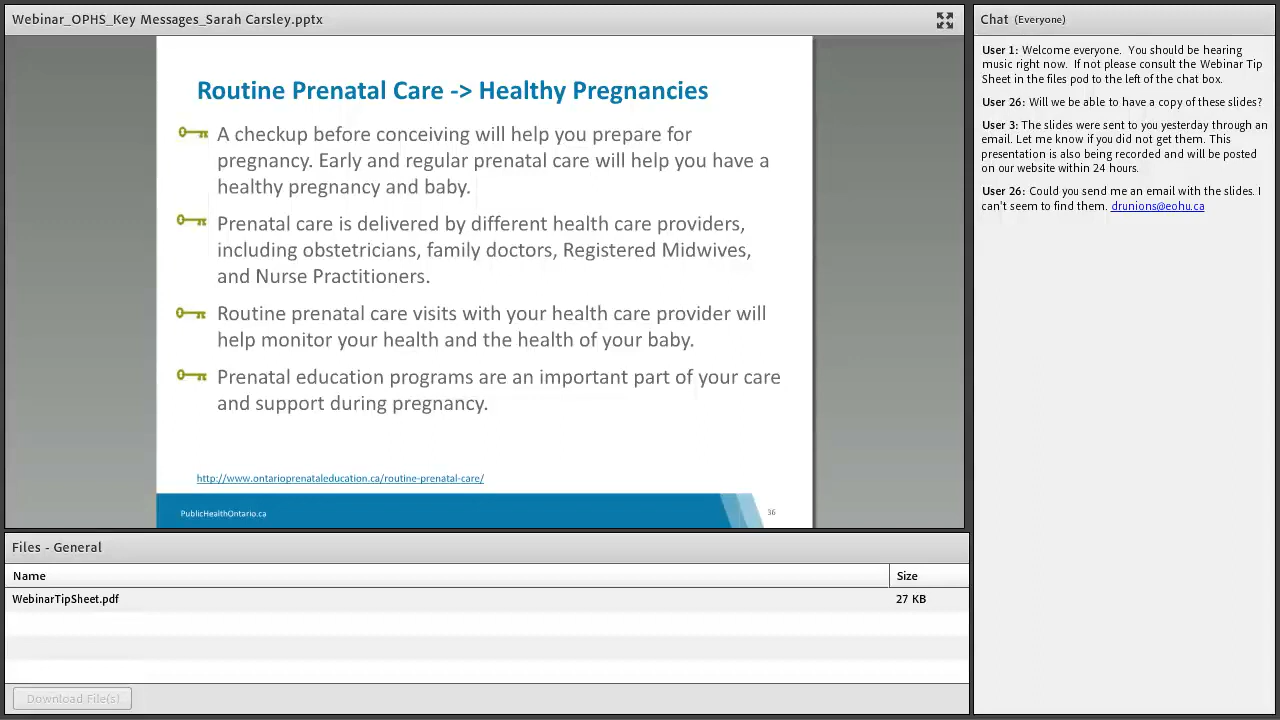 Webinar_OPHS_Key Messages_Sarah Carsley.pptx
Routine Prenatal Care -> Healthy Pregnancies
A checkup before conceiving will help you prepare for
pregnancy. Early and regular prenatal care will help you have a
healthy pregnancy and baby.
Prenatal care is delivered by different health care providers,
including obstetricians, family doctors, Registered Midwives,
and Nurse Practitioners.
Routine prenatal care visits with your health care provider will
help monitor your health and the health of your baby.
Prenatal education programs are an important part of your care
and support during pregnancy.
http://www.ontarioprenataleducation.ca/routine-prenatal-care/
PublicHealthOntario.ca
36
Files - General
Name Size
WebinarTipSheet.pdf 27 KB
Download File(s)
Chat (Everyone)
User 1: Welcome everyone. You should be hearing
music right now. If not please consult the Webinar Tip
Sheet in the files pod to the left of the chat box.
User 26: Will we be able to have a copy of these slides?
User 3: The slides were sent to you yesterday through an
email. Let me know if you did not get them. This
presentation is also being recorded and will be posted
on our website within 24 hours.
User 26: Could you send me an email with the slides. I
can't seem to find them. drunions@eohu.ca